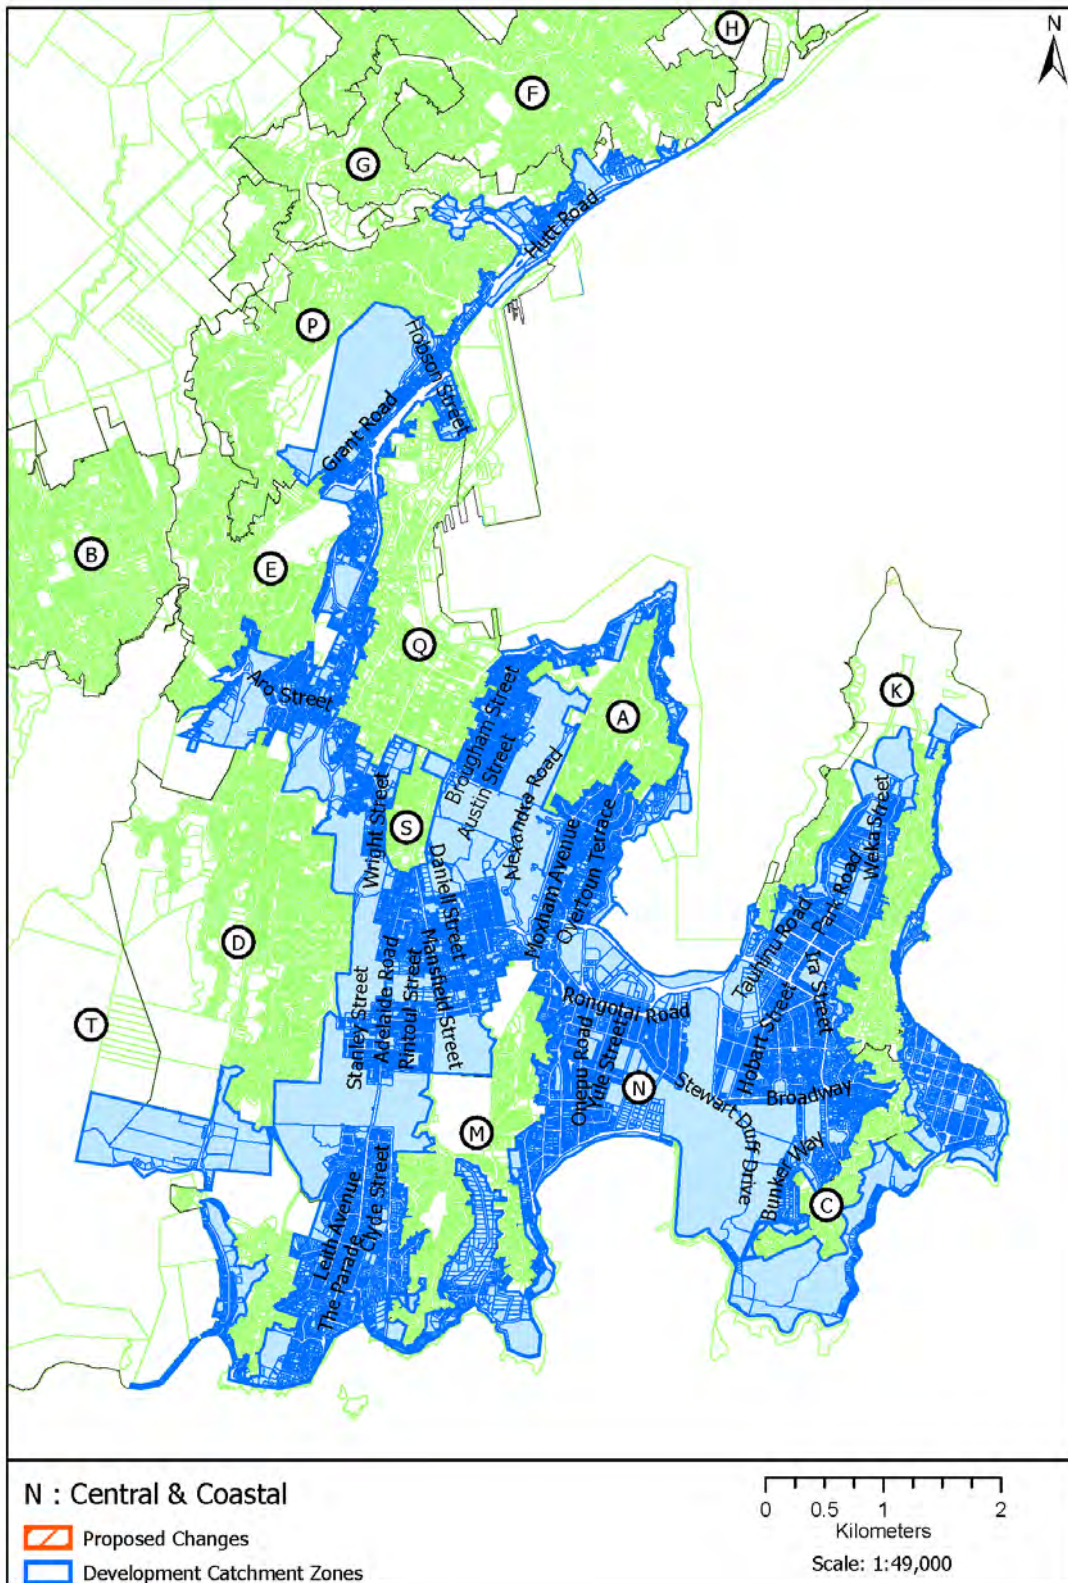 H
N
F
G
Hutt Road
P
Hobson Street
Grant Road
B
E
Q
Aro Street
Brougham Street
Austin Street
A
K
Alexandra Road
Weka Street
Wright Street
S
Daniell Street
Moxham Avenue
Overtoun Terrace
Park Road
Tauhinu Road
D
Mansfield Street
Adelaide Road
Rintoul Street
Stanley Street
Ira Street
Rongotai Road
Hobart Street
T
Onepu Road
Yule Street
N
Stewart Duff Drive
Broadway
M
Bunker Way
C
Leith Avenue
Clyde Street
The Parade
N : Central & Coastal
Proposed Changes
Development Catchment Zones
0 0.5 1 2
Kilometers
Scale: 1:49,000